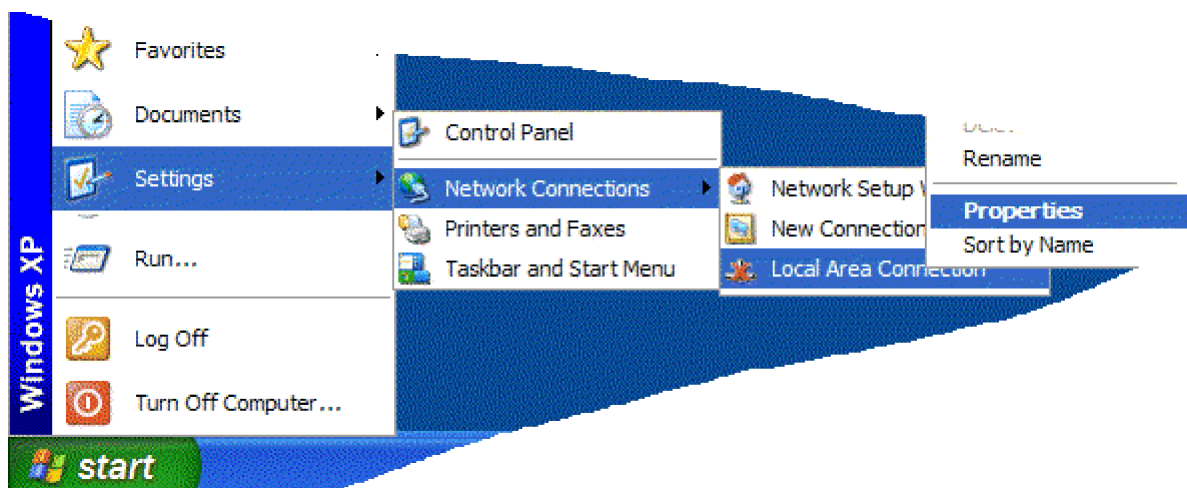 Windows XP
Favorites
Documents
Settings
Run...
Log Off
Turn Off Computer...
start
Control Panel
Network Connections
Printers and Faxes
Taskbar and Start Menu
Network Setup
New Connection
Local Area Connection
Rename
Properties
Sort by Name